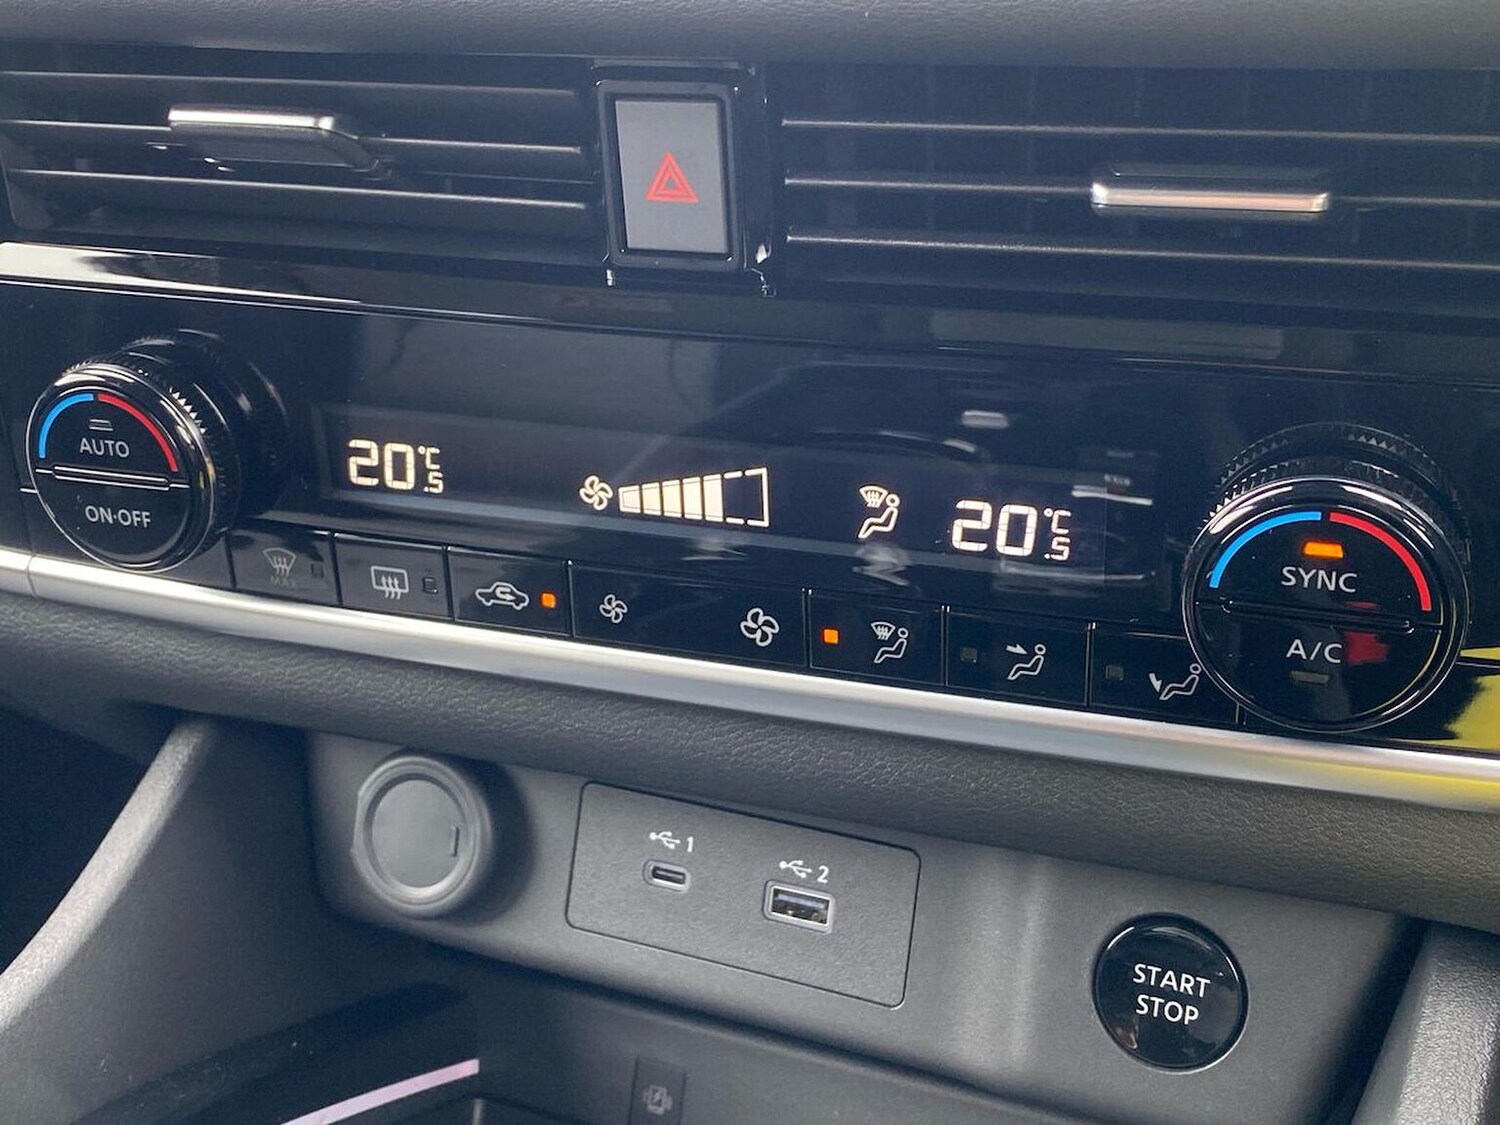 AUTO
ON·OFF
20.5°C
20.5°C
MAX
SYNC
A/C
1
2
START
STOP